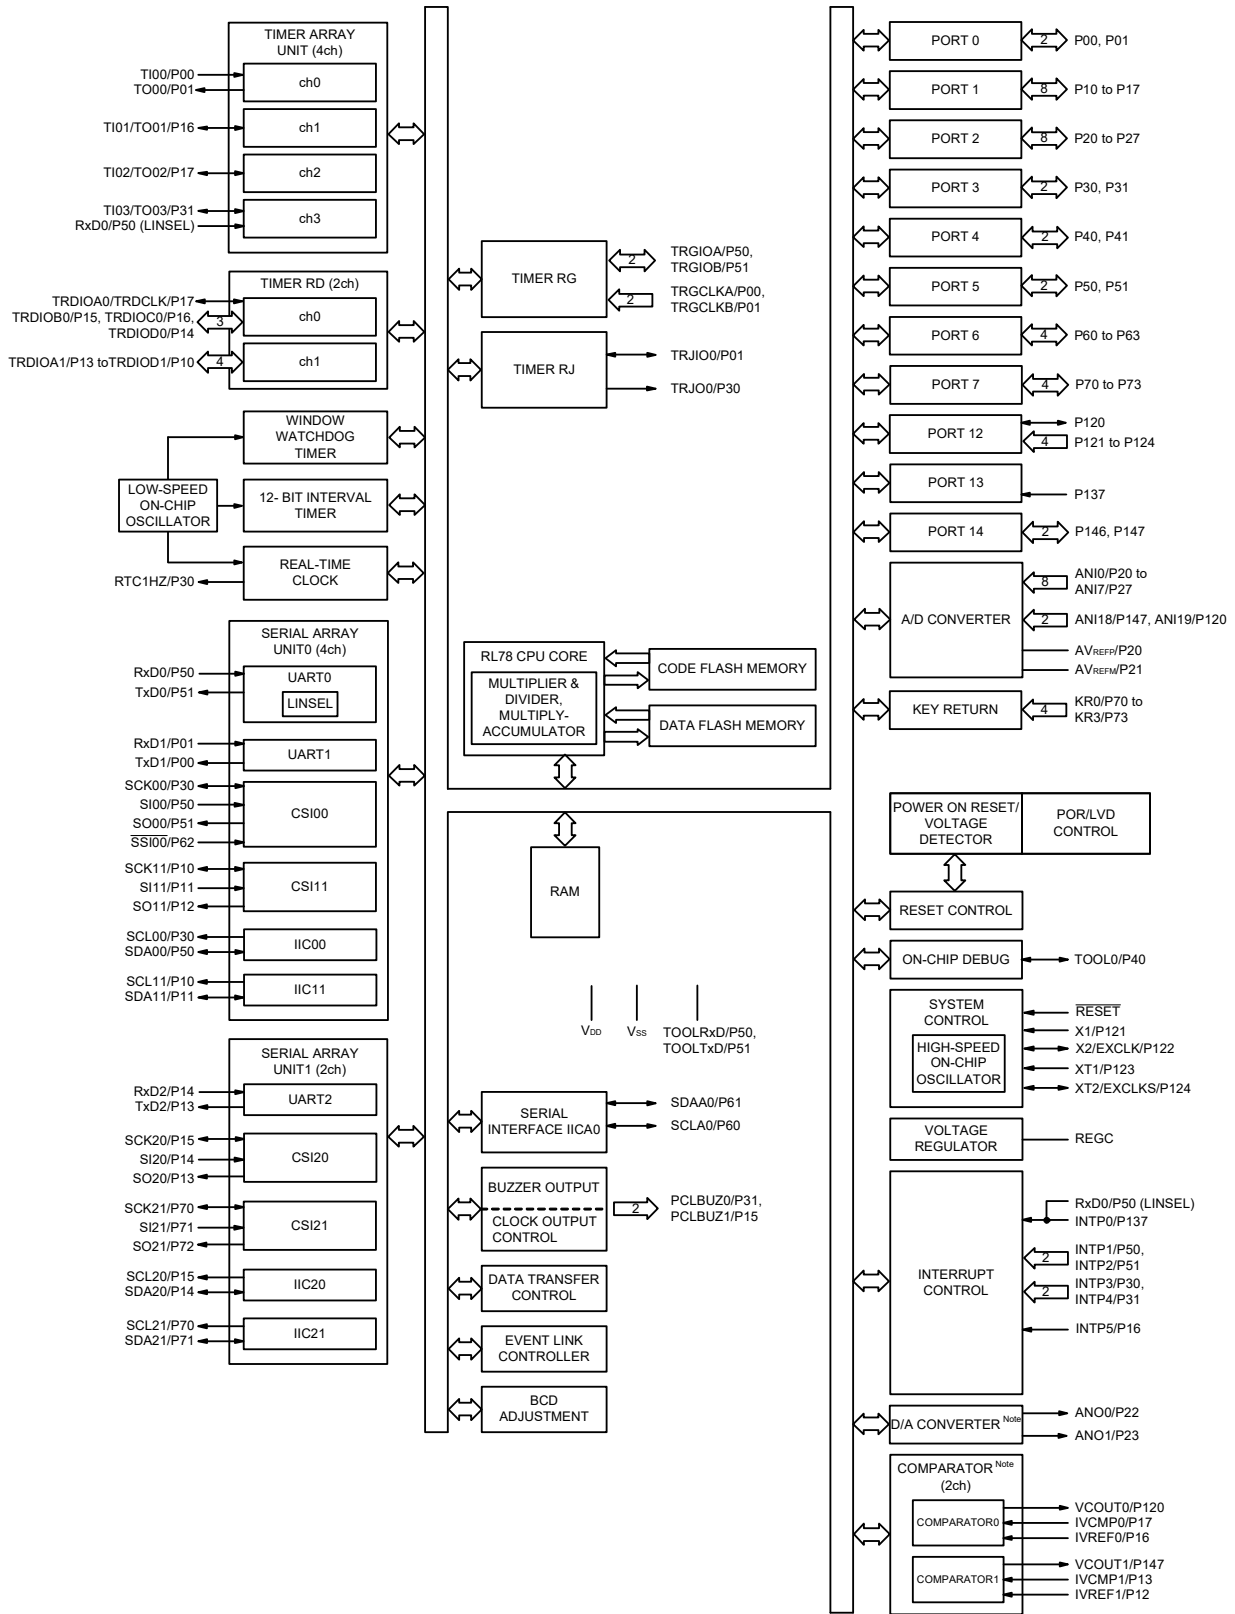 TIMER ARRAY
UNIT (4ch)
TI00/P00
TO00/P01
ch0
TI01/TO01/P16
ch1
TI02/TO02/P17
ch2
TI03/TO03/P31
RxD0/P50 (LINSEL)
ch3
TIMER RD (2ch)
TRDIOA0/TRDCLK/P17
TRDIOB0/P15, TRDIOC0/P16,
TRDIOD0/P14
3
ch0
TRDIOA1/P13 toTRDIOD1/P10
4
ch1
WINDOW
WATCHDOG
TIMER
LOW-SPEED
ON-CHIP
OSCILLATOR
12- BIT INTERVAL
TIMER
RTC1HZ/P30
REAL-TIME
CLOCK
SERIAL ARRAY
UNIT0 (4ch)
RxD0/P50
TxD0/P51
UART0
LINSEL
RxD1/P01
TxD1/P00
UART1
SCK00/P30
SI00/P50
SO00/P51
SSI00/P62
CSI00
SCK11/P10
SI11/P11
SO11/P12
CSI11
SCL00/P30
SDA00/P50
IIC00
SCL11/P10
SDA11/P11
IIC11
SERIAL ARRAY
UNIT1 (2ch)
RxD2/P14
TxD2/P13
UART2
SCK20/P15
SI20/P14
SO20/P13
CSI20
SCK21/P70
SI21/P71
SO21/P72
CSI21
SCL20/P15
SDA20/P14
IIC20
SCL21/P70
SDA21/P71
IIC21
TIMER RG
2
TRGIOA/P50,
TRGIOB/P51
2
TRGCLKA/P00,
TRGCLKB/P01
TIMER RJ
TRJIO0/P01
TRJO0/P30
RL78 CPU CORE
MULTIPLIER &
DIVIDER,
MULTIPLY-
ACCUMULATOR
CODE FLASH MEMORY
DATA FLASH MEMORY
RAM
VDD
VSS
TOOLRxD/P50,
TOOLTxD/P51
SERIAL
INTERFACE IICA0
SDAA0/P61
SCLA0/P60
BUZZER OUTPUT
CLOCK OUTPUT
CONTROL
2
PCLBUZ0/P31,
PCLBUZ1/P15
DATA TRANSFER
CONTROL
EVENT LINK
CONTROLLER
BCD
ADJUSTMENT
PORT 0
2
P00, P01
PORT 1
8
P10 to P17
PORT 2
8
P20 to P27
PORT 3
2
P30, P31
PORT 4
2
P40, P41
PORT 5
2
P50, P51
PORT 6
4
P60 to P63
PORT 7
4
P70 to P73
PORT 12
P120
4
P121 to P124
PORT 13
P137
PORT 14
2
P146, P147
A/D CONVERTER
8
ANI0/P20 to
ANI7/P27
2
ANI18/P147, ANI19/P120
AVREFP/P20
AVREFM/P21
KEY RETURN
4
KR0/P70 to
KR3/P73
POWER ON RESET/
VOLTAGE
DETECTOR
POR/LVD
CONTROL
RESET CONTROL
ON-CHIP DEBUG
TOOL0/P40
SYSTEM
CONTROL
HIGH-SPEED
ON-CHIP
OSCILLATOR
RESET
X1/P121
X2/EXCLK/P122
XT1/P123
XT2/EXCLKS/P124
VOLTAGE
REGULATOR
REGC
INTERRUPT
CONTROL
RxD0/P50 (LINSEL)
INTP0/P137
2
INTP1/P50,
INTP2/P51
2
INTP3/P30,
INTP4/P31
INTP5/P16
D/A CONVERTER Note
ANO0/P22
ANO1/P23
COMPARATOR Note
(2ch)
COMPARATOR0
VCOUT0/P120
IVCMP0/P17
IVREF0/P16
COMPARATOR1
VCOUT1/P147
IVCMP1/P13
IVREF1/P12